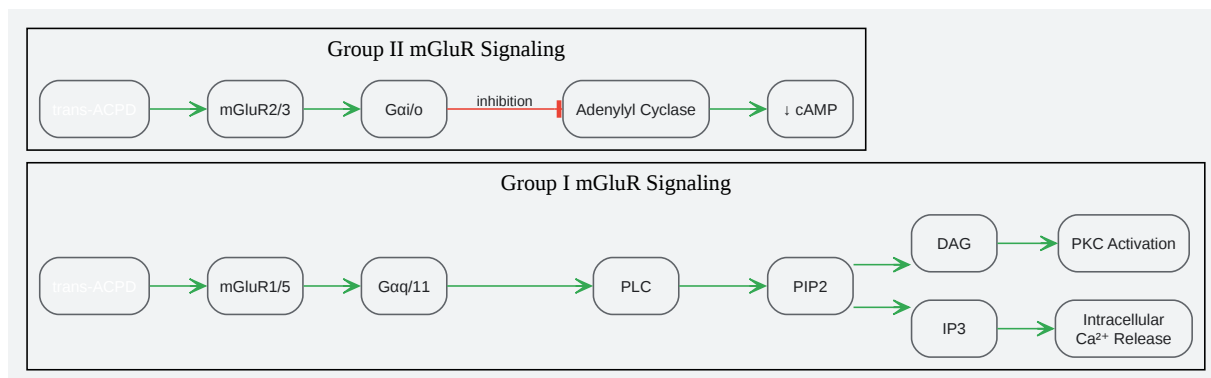 Group II mGluR Signaling
trans-ACPD
mGluR2/3
Gαi/o
inhibition
Adenylyl Cyclase
↓ cAMP
Group I mGluR Signaling
trans-ACPD
mGluR1/5
Gαq/11
PLC
PIP2
DAG
PKC Activation
IP3
Intracellular
Ca²⁺ Release